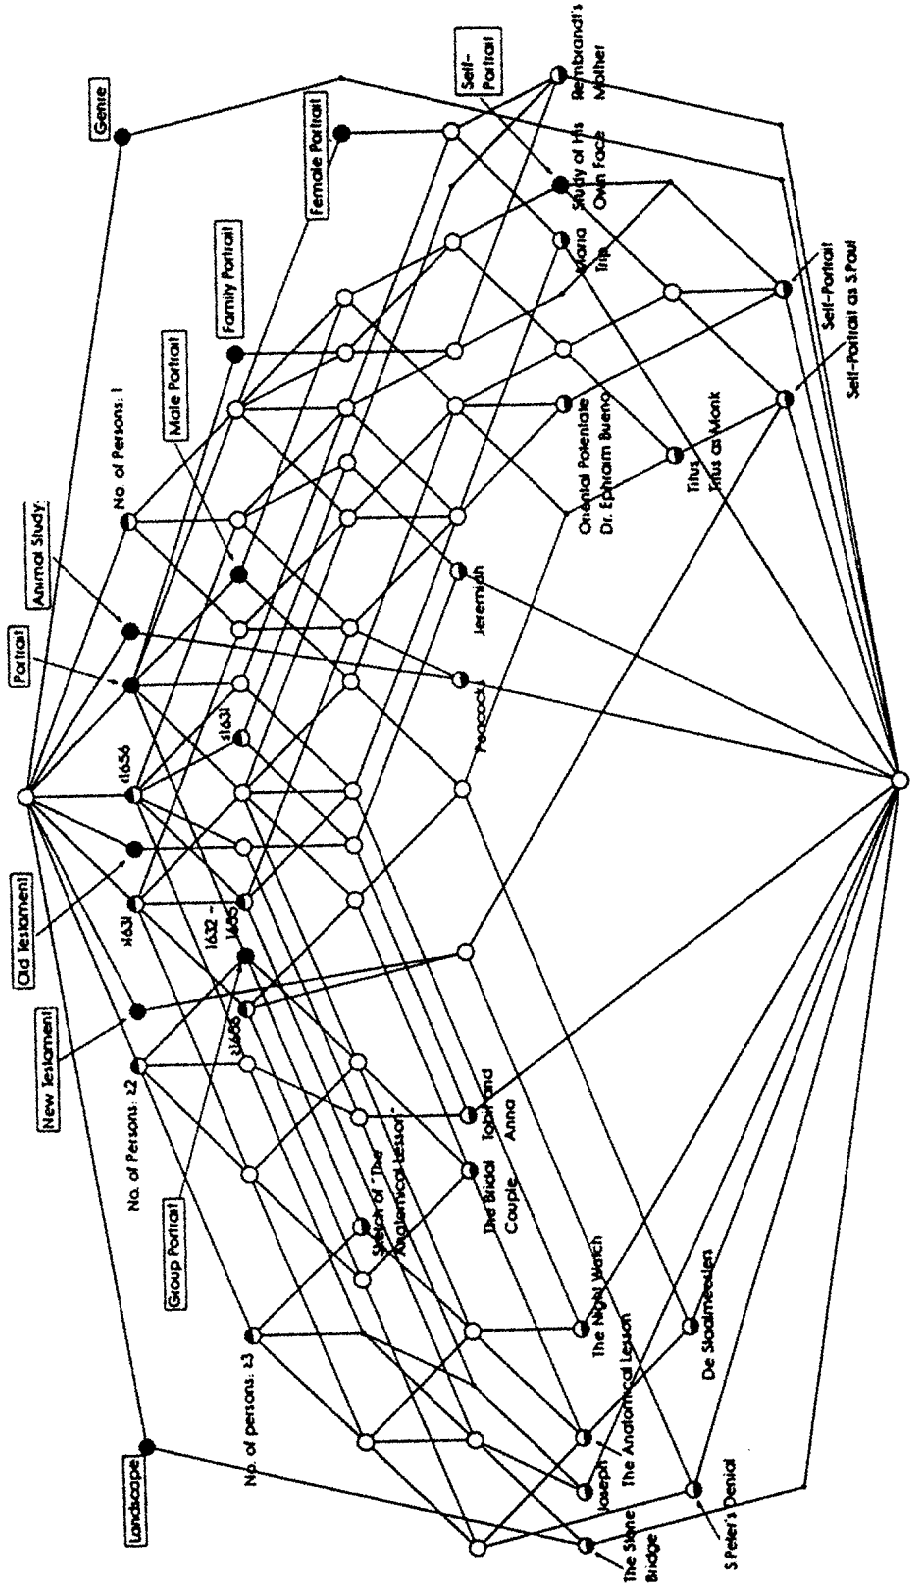 Genre
Female Portrait
Self-
Portrait
Rembrandt's
Mother
Study of His
Own Face
Maria
Trip
Family Portrait
Male Portrait
No. of Persons: 1
Animal Study
Portrait
Self-Portrait
Self-Portrait as S.Paul
Titus
Titus as Monk
Oriental Potentate
Dr. Ephraim Bueno
Jeremiah
Peacocks
≤1631
≤1656
Old Testament
1632 -
1655
New Testament
No. of Persons: ≥2
Tobit and
Anna
The Bridal
Couple
Sketch of "The
Anatomical Lesson"
Group Portrait
No. of persons: ≥3
The Night Watch
De Staalmeesters
The Anatomical Lesson
Joseph
S.Peter's Denial
The Stone
Bridge
Landscape